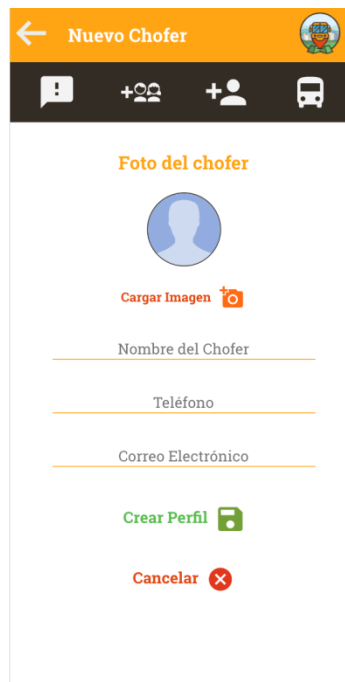 Nuevo Chofer
Foto del chofer
Cargar Imagen
Nombre del Chofer
Teléfono
Correo Electrónico
Crear Perfil
Cancelar